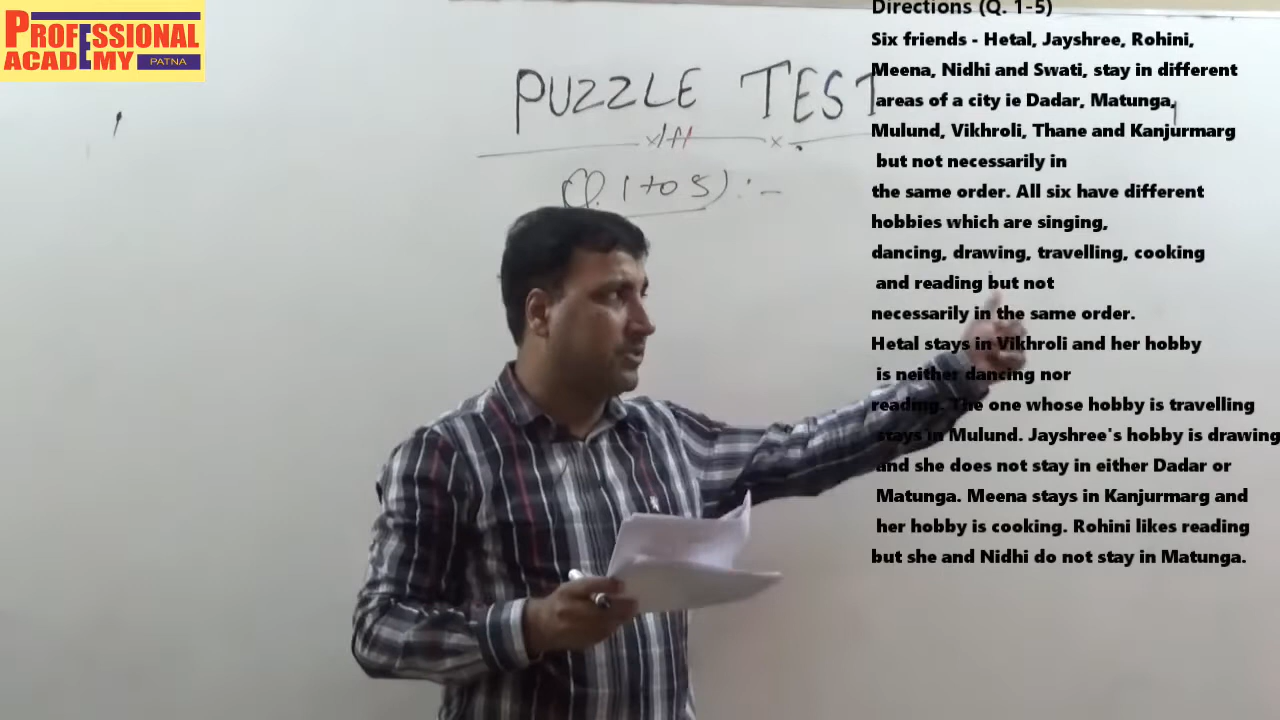 PROFESSIONAL
ACADEMY
PATNA
PUZZLE TEST
(Q. 1 to 5) :-
Directions (Q. 1-5)
Six friends - Hetal, Jayshree, Rohini,
Meena, Nidhi and Swati, stay in different
areas of a city ie Dadar, Matunga,
Mulund, Vikhroli, Thane and Kanjurmarg
but not necessarily in
the same order. All six have different
hobbies which are singing,
dancing, drawing, travelling, cooking
and reading but not
necessarily in the same order.
Hetal stays in Vikhroli and her hobby
is neither dancing nor
reading. The one whose hobby is travelling
stays in Mulund. Jayshree's hobby is drawing
and she does not stay in either Dadar or
Matunga. Meena stays in Kanjurmarg and
her hobby is cooking. Rohini likes reading
but she and Nidhi do not stay in Matunga.